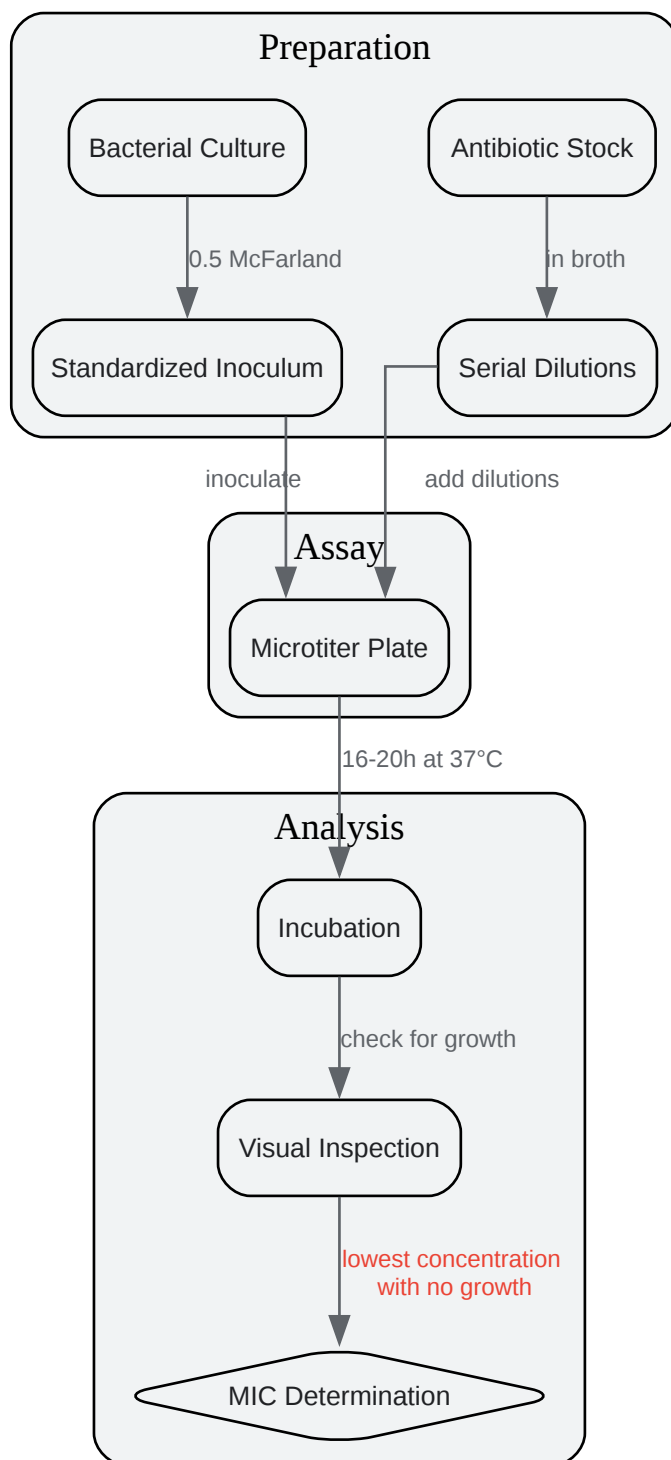 Preparation
Bacterial Culture
Antibiotic Stock
0.5 McFarland
in broth
Standardized Inoculum
Serial Dilutions
inoculate
add dilutions
Assay
Microtiter Plate
16-20h at 37°C
Analysis
Incubation
check for growth
Visual Inspection
lowest concentration
with no growth
MIC Determination